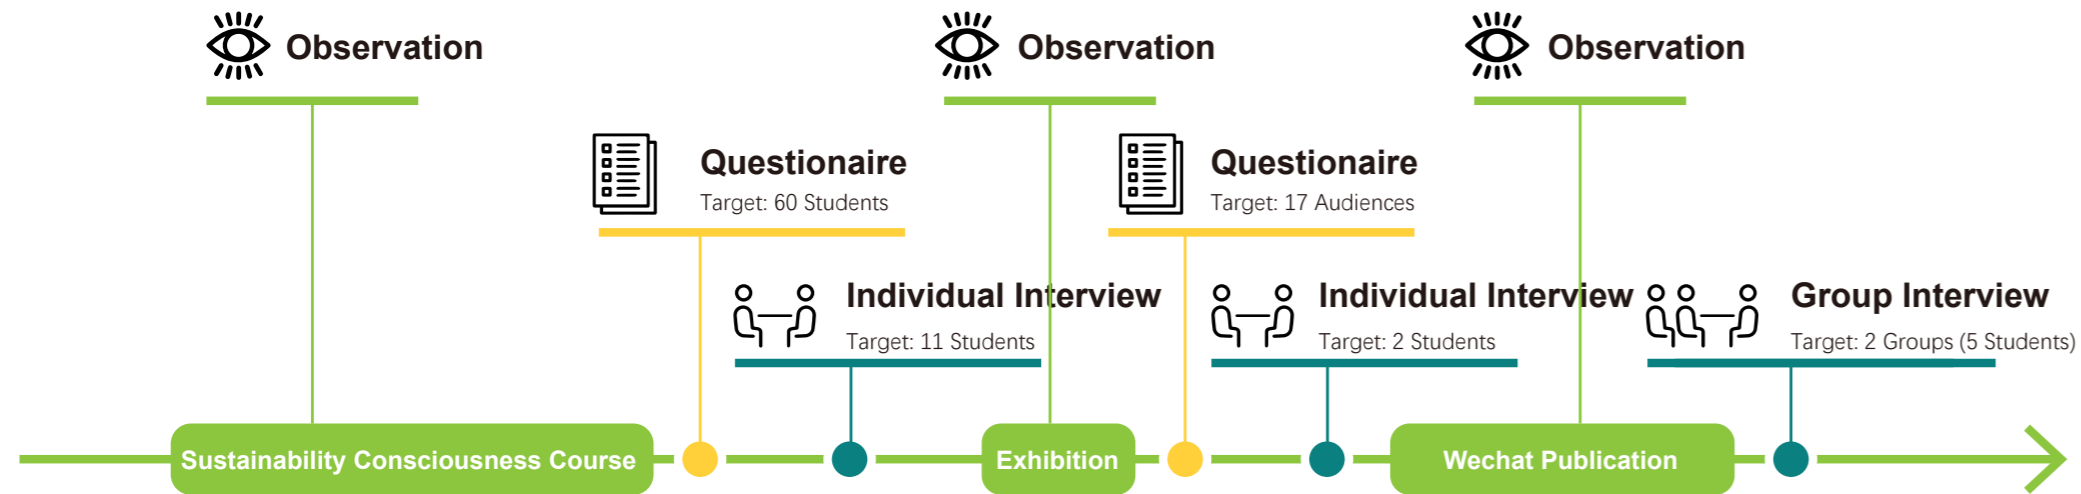 Observation
Observation
Observation
Questionaire
Target: 60 Students
Questionaire
Target: 17 Audiences
Individual Interview
Target: 11 Students
Individual Interview
Target: 2 Students
Group Interview
Target: 2 Groups (5 Students)
Sustainability Consciousness Course
Exhibition
Wechat Publication